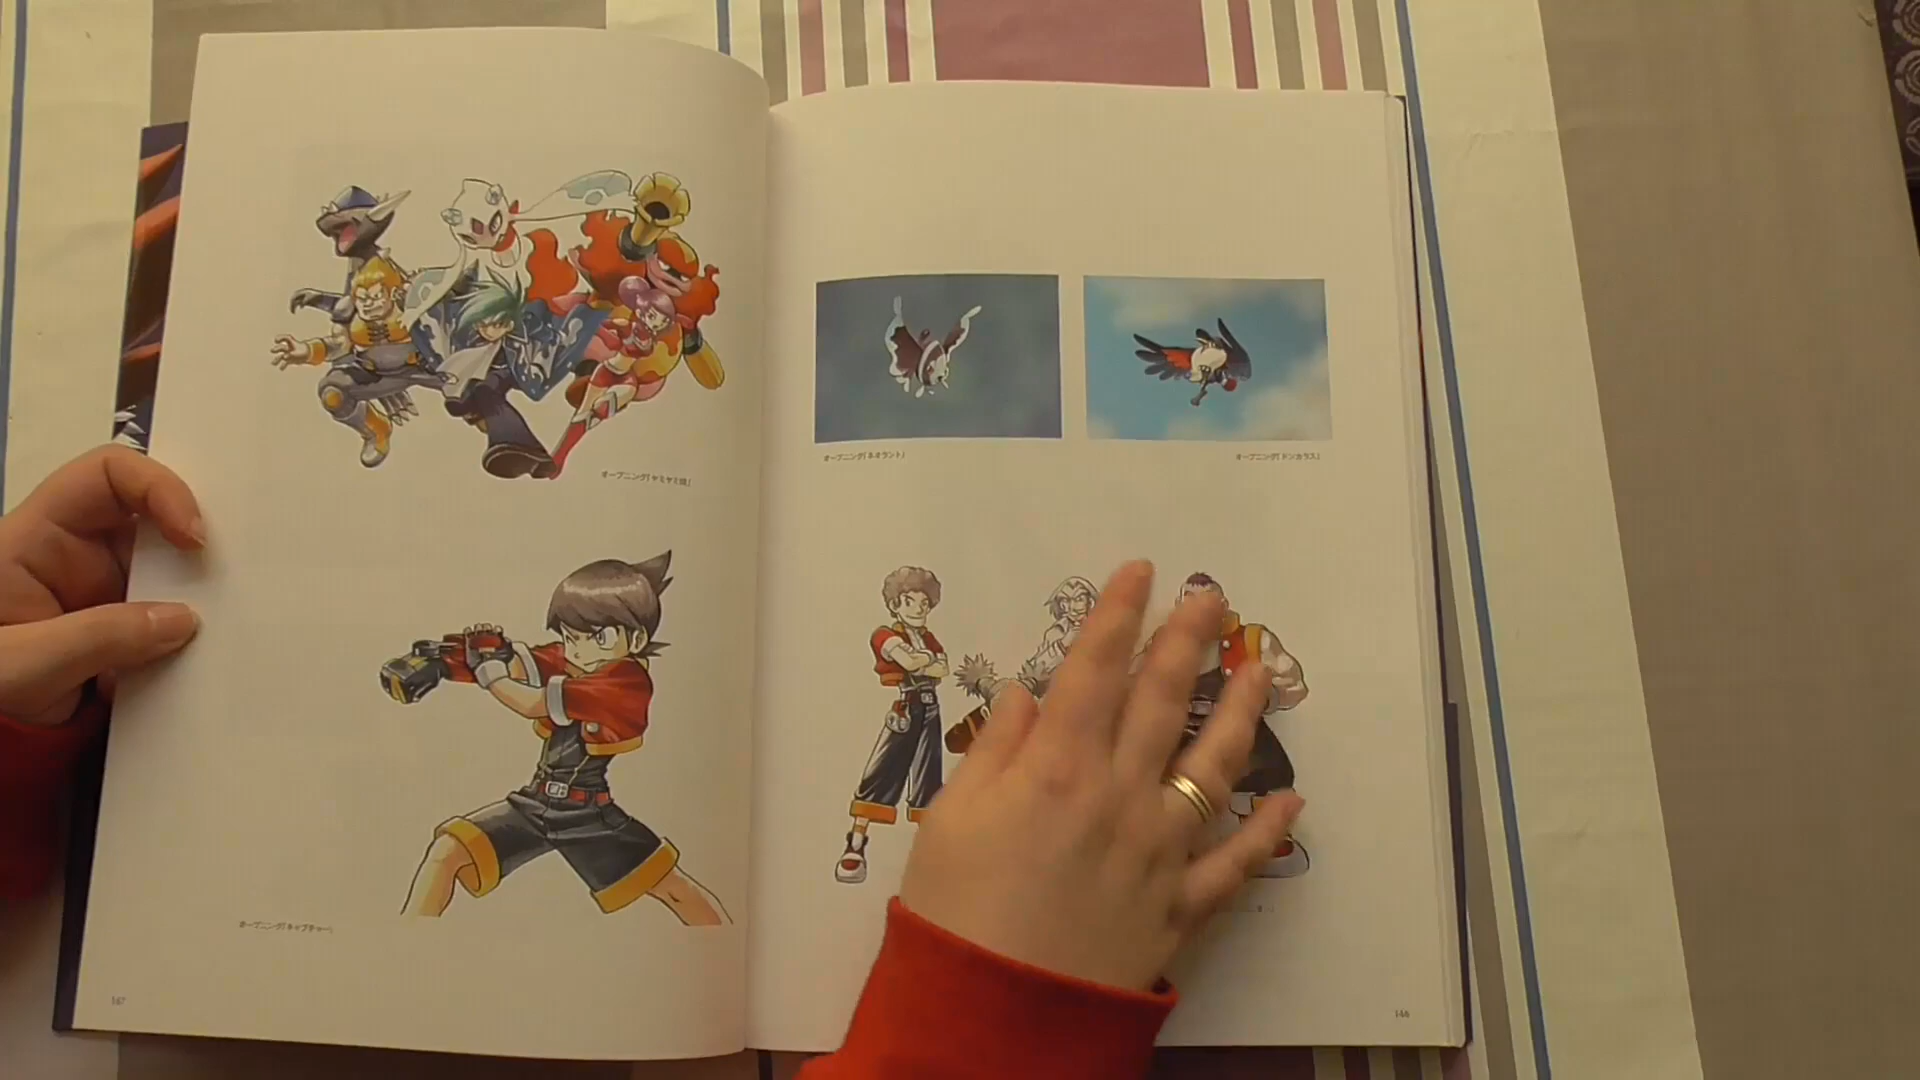 オープニング「ヤミヤミ団」
オープニング「キャプチャー」
167
オープニング「ネオラント」
オープニング「ドンカラス」
166